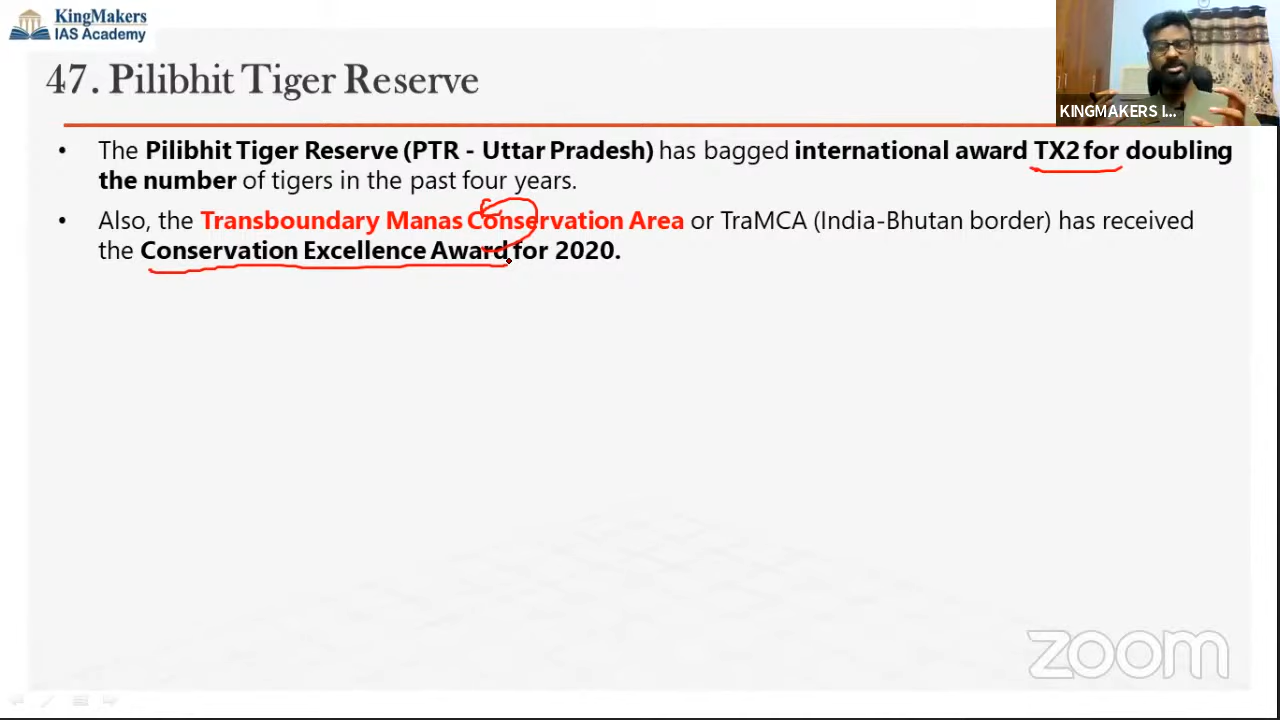 KingMakers
IAS Academy
47. Pilibhit Tiger Reserve
KINGMAKERS I...
• The Pilibhit Tiger Reserve (PTR - Uttar Pradesh) has bagged international award TX2 for doubling
the number of tigers in the past four years.
• Also, the Transboundary Manas Conservation Area or TraMCA (India-Bhutan border) has received
the Conservation Excellence Award for 2020.
zoom